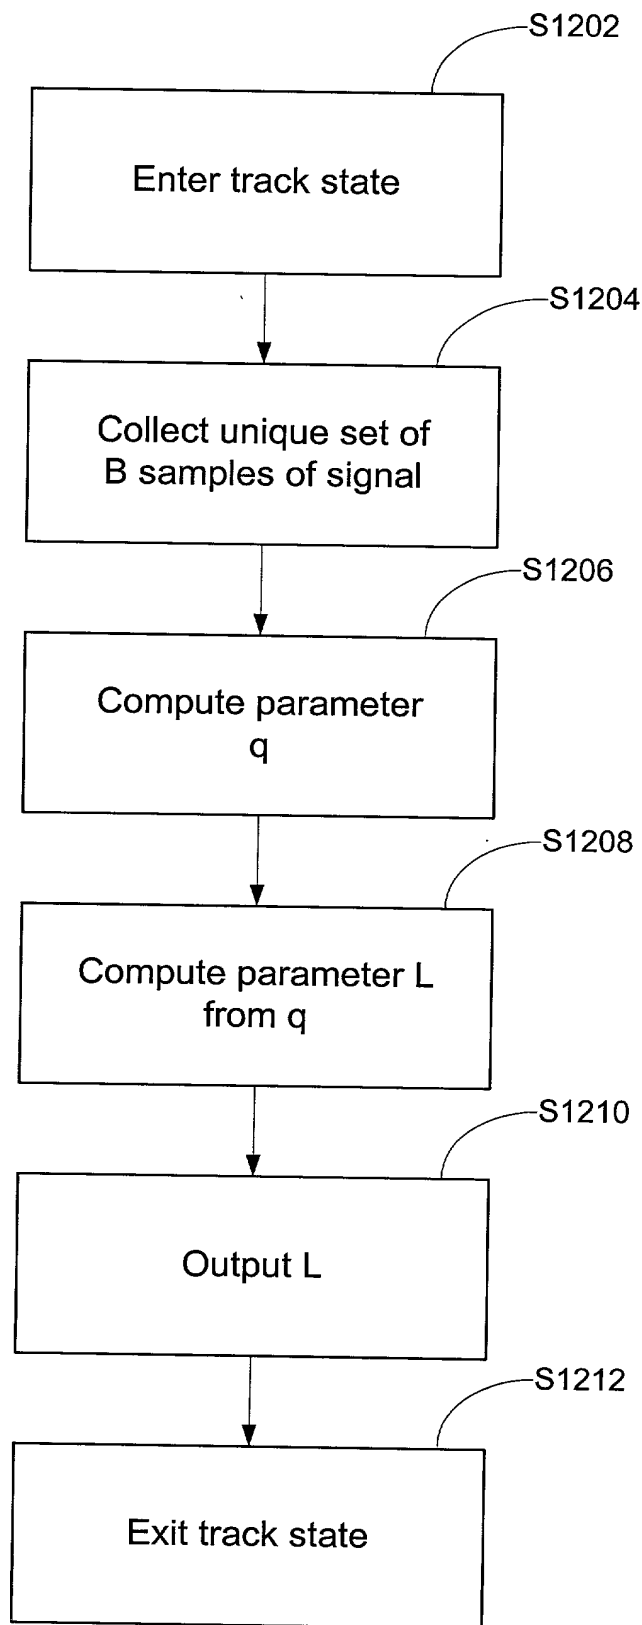 S1202
Enter track state
S1204
Collect unique set of
B samples of signal
S1206
Compute parameter
q
S1208
Compute parameter L
from q
S1210
Output L
S1212
Exit track state